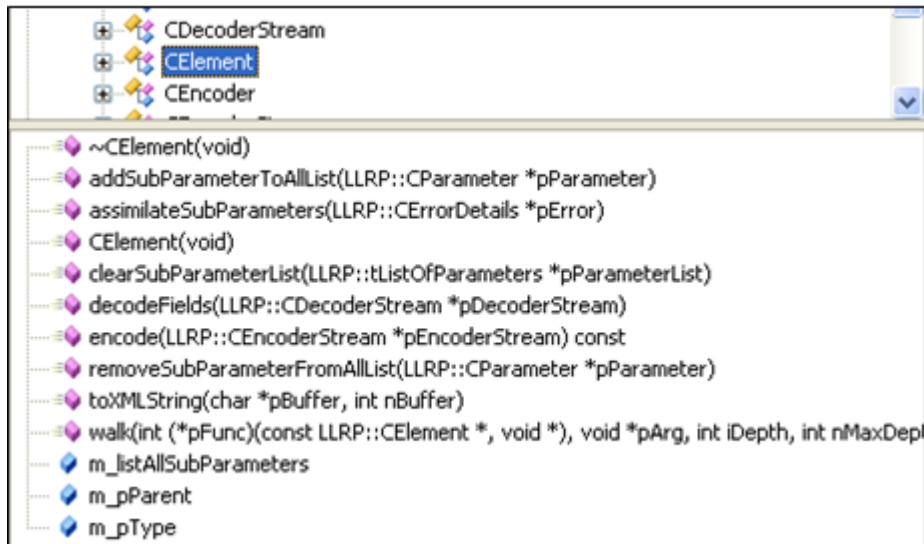 CDecoderStream
CElement
CEncoder
~CElement(void)
addSubParameterToAllList(LLRP::CParameter *pParameter)
assimilateSubParameters(LLRP::CErrorDetails *pError)
CElement(void)
clearSubParameterList(LLRP::tListOfParameters *pParameterList)
decodeFields(LLRP::CDecoderStream *pDecoderStream)
encode(LLRP::CEncoderStream *pEncoderStream) const
removeSubParameterFromAllList(LLRP::CParameter *pParameter)
toXMLString(char *pBuffer, int nBuffer)
walk(int (*pFunc)(const LLRP::CElement *, void *), void *pArg, int iDepth, int nMaxDept
m_listAllSubParameters
m_pParent
m_pType